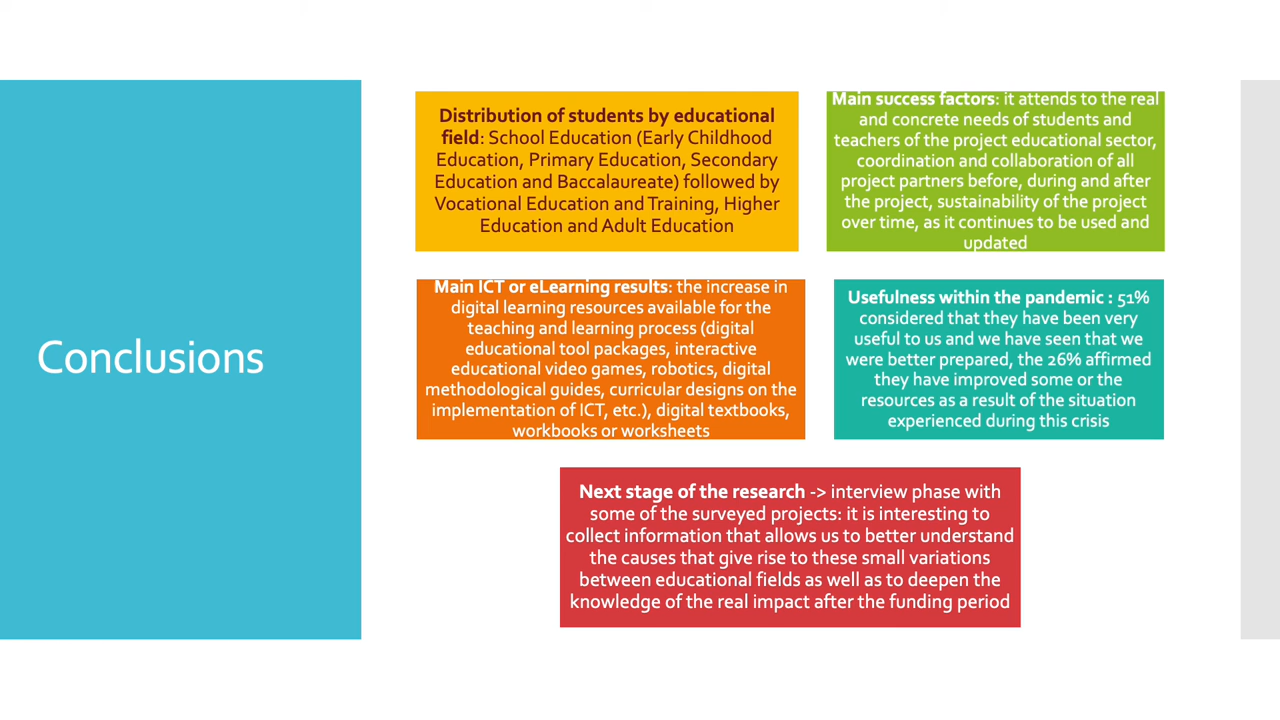 Conclusions
Distribution of students by educational
field: School Education (Early Childhood
Education, Primary Education, Secondary
Education and Baccalaureate) followed by
Vocational Education and Training, Higher
Education and Adult Education
Main success factors: it attends to the real
and concrete needs of students and
teachers of the project educational sector,
coordination and collaboration of all
project partners before, during and after
the project, sustainability of the project
over time, as it continues to be used and
updated
Main ICT or eLearning results: the increase in
digital learning resources available for the
teaching and learning process (digital
educational tool packages, interactive
educational video games, robotics, digital
methodological guides, curricular designs on the
implementation of ICT, etc.), digital textbooks,
workbooks or worksheets
Usefulness within the pandemic : 51%
considered that they have been very
useful to us and we have seen that we
were better prepared, the 26% affirmed
they have improved some or the
resources as a result of the situation
experienced during this crisis
Next stage of the research -> interview phase with
some of the surveyed projects: it is interesting to
collect information that allows us to better understand
the causes that give rise to these small variations
between educational fields as well as to deepen the
knowledge of the real impact after the funding period